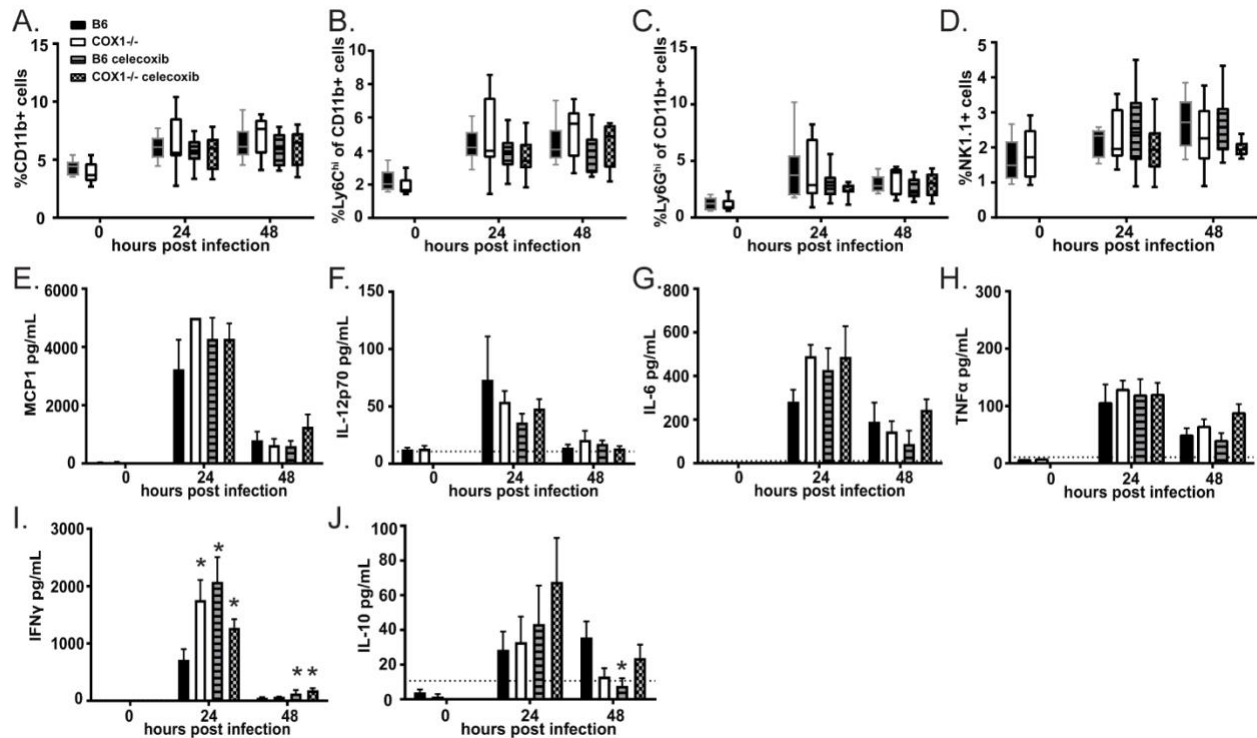 A.
B6
COX1-/-
B6 celecoxib
COX1-/- celecoxib
%CD11b+ cells
15
10
5
0
0 24 48
hours post infection
B.
%Ly6Chi of CD11b+ cells
10
8
6
4
2
0
0 24 48
hours post infection
C.
%Ly6Ghi of CD11b+ cells
15
10
5
0
0 24 48
hours post infection
D.
%NK1.1+ cells
5
4
3
2
1
0
0 24 48
hours post infection
E.
MCP1 pg/mL
6000
4000
2000
0
0 24 48
hours post infection
F.
IL-12p70 pg/mL
150
100
50
0
0 24 48
hours post infection
G.
IL-6 pg/mL
800
600
400
200
0
0 24 48
hours post infection
H.
TNFα pg/mL
300
200
100
0
0 24 48
hours post infection
I.
IFNγ pg/mL
3000
2000
1000
0
* * * * *
0 24 48
hours post infection
J.
IL-10 pg/mL
100
80
60
40
20
0
*
0 24 48
hours post infection